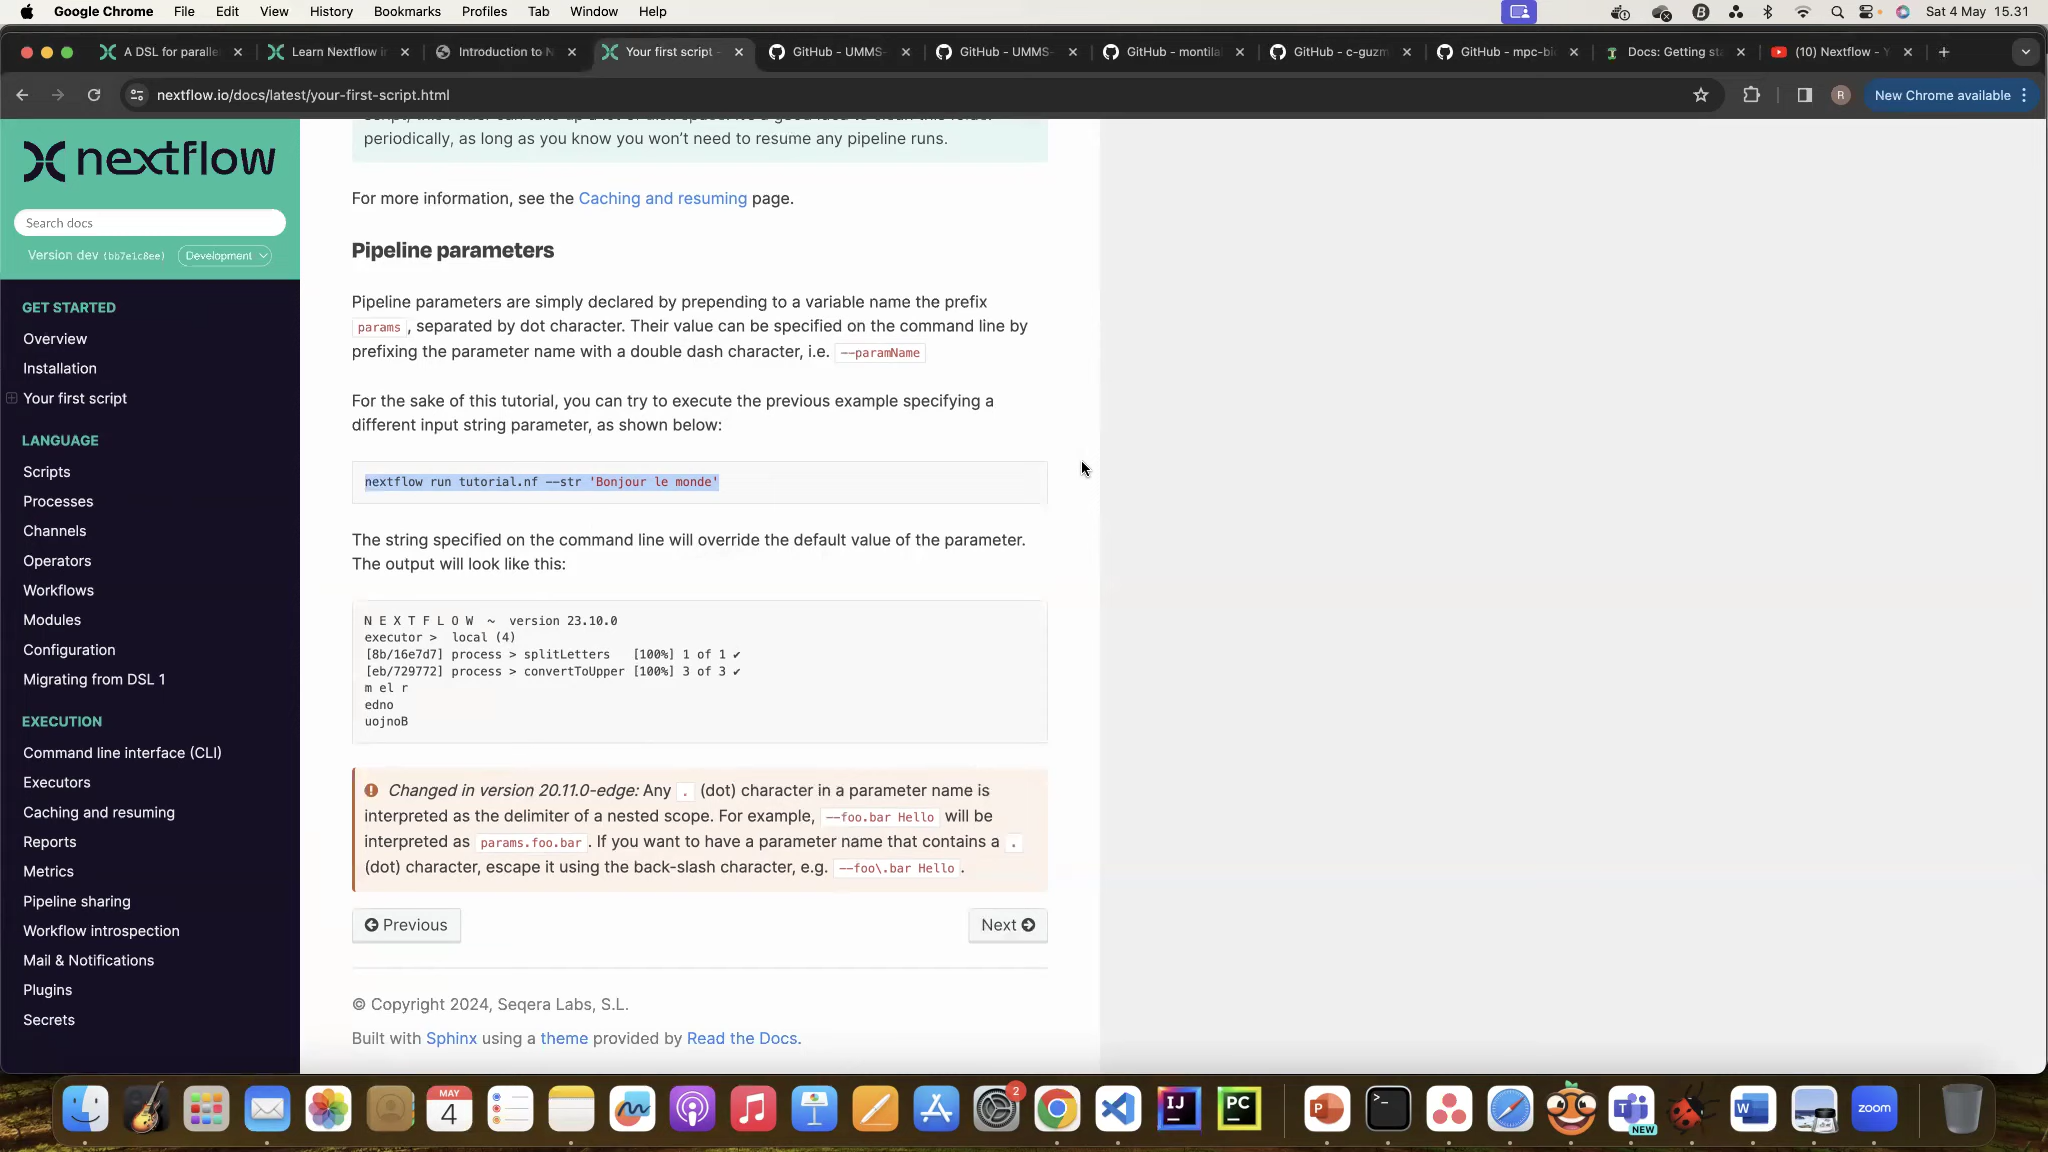 Google Chrome File Edit View History Bookmarks Profiles Tab Window Help Sat 4 May 15.31
A DSL for paralle Learn Nextflow in Introduction to N Your first script - GitHub - UMMS- GitHub - UMMS- GitHub - montila GitHub - c-guzm GitHub - mpc-bi Docs: Getting st (10) Nextflow - Y
nextflow.io/docs/latest/your-first-script.html R New Chrome available
nextflow
Search docs
Version dev (bb7e1c8ee) Development
GET STARTED
Overview
Installation
Your first script
LANGUAGE
Scripts
Processes
Channels
Operators
Workflows
Modules
Configuration
Migrating from DSL 1
EXECUTION
Command line interface (CLI)
Executors
Caching and resuming
Reports
Metrics
Pipeline sharing
Workflow introspection
Mail & Notifications
Plugins
Secrets
periodically, as long as you know you won’t need to resume any pipeline runs.
For more information, see the Caching and resuming page.
Pipeline parameters
Pipeline parameters are simply declared by prepending to a variable name the prefix
params , separated by dot character. Their value can be specified on the command line by
prefixing the parameter name with a double dash character, i.e. --paramName
For the sake of this tutorial, you can try to execute the previous example specifying a
different input string parameter, as shown below:
nextflow run tutorial.nf --str 'Bonjour le monde'
The string specified on the command line will override the default value of the parameter.
The output will look like this:
N E X T F L O W ~ version 23.10.0
executor > local (4)
[8b/16e7d7] process > splitLetters [100%] 1 of 1 ✔
[eb/729772] process > convertToUpper [100%] 3 of 3 ✔
m el r
edno
uojnoB
Changed in version 20.11.0-edge: Any . (dot) character in a parameter name is
interpreted as the delimiter of a nested scope. For example, --foo.bar Hello will be
interpreted as params.foo.bar . If you want to have a parameter name that contains a .
(dot) character, escape it using the back-slash character, e.g. --foo\.bar Hello .
Previous Next
© Copyright 2024, Seqera Labs, S.L.
Built with Sphinx using a theme provided by Read the Docs.
MAY
4
2
IJ
PC
P
>_
T
NEW
W
zoom